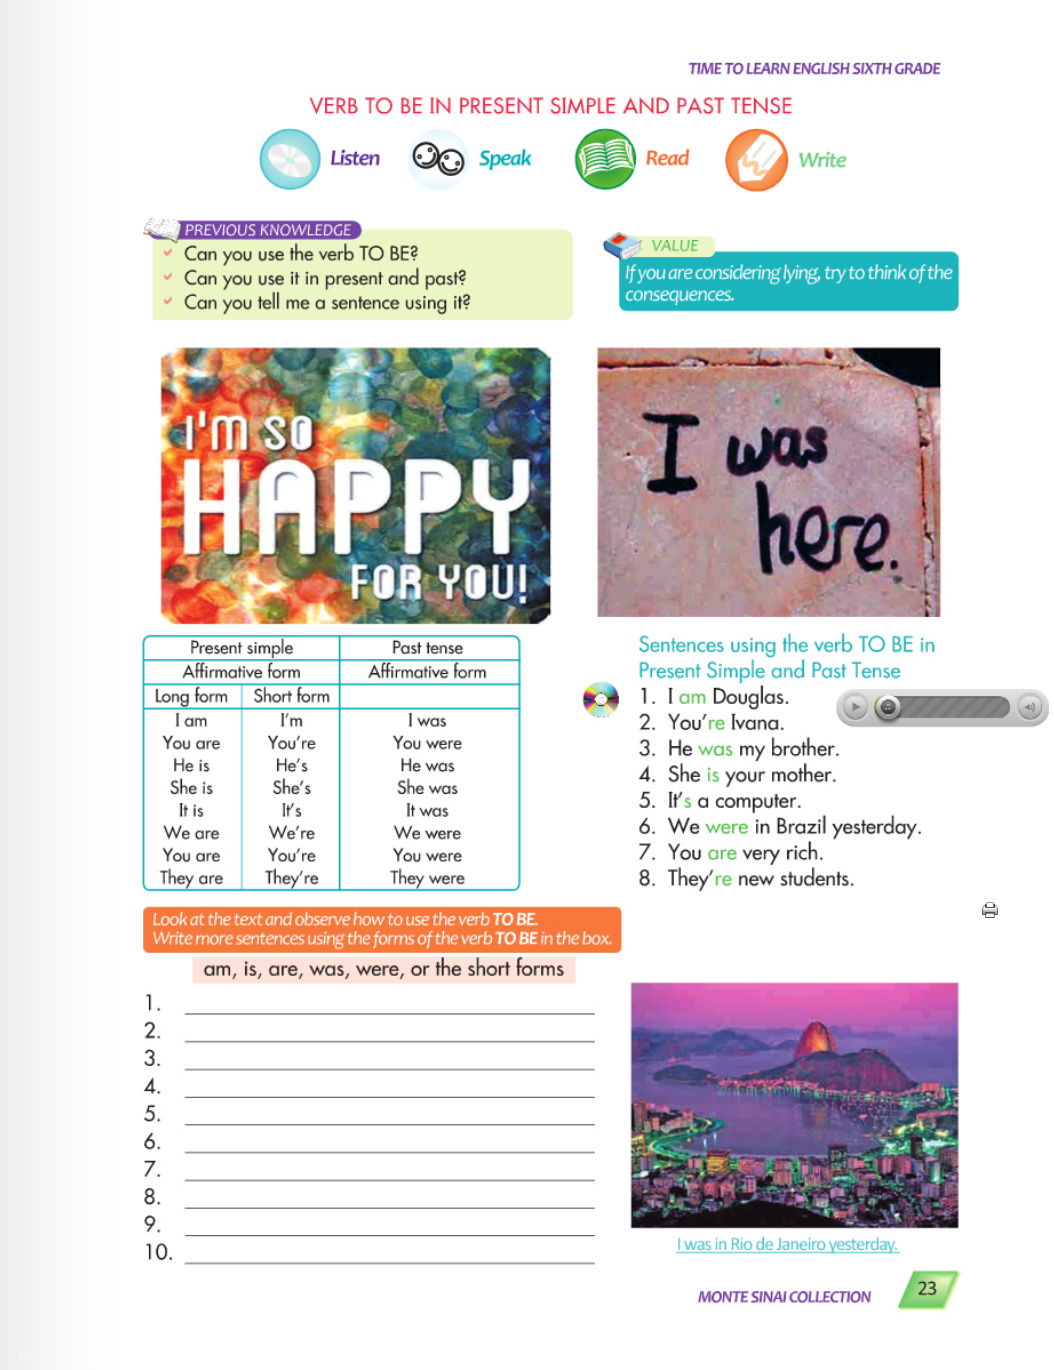 TIME TO LEARN ENGLISH SIXTH GRADE
VERB TO BE IN PRESENT SIMPLE AND PAST TENSE
Listen
Speak
Read
Write
PREVIOUS KNOWLEDGE
Can you use the verb TO BE?
Can you use it in present and past?
Can you tell me a sentence using it?
VALUE
If you are considering lying, try to think of the
consequences.
I'M SO
HAPPY
FOR YOU!
I was
here.
Present simple Past tense
Affirmative form Affirmative form
Long form Short form
I am I'm I was
You are You're You were
He is He's He was
She is She's She was
It is It's It was
We are We're We were
You are You're You were
They are They're They were
Sentences using the verb TO BE in
Present Simple and Past Tense
1. I am Douglas.
2. You're Ivana.
3. He was my brother.
4. She is your mother.
5. It's a computer.
6. We were in Brazil yesterday.
7. You are very rich.
8. They're new students.
Look at the text and observe how to use the verb TO BE.
Write more sentences using the forms of the verb TO BE in the box.
am, is, are, was, were, or the short forms
1.
2.
3.
4.
5.
6.
7.
8.
9.
10.
I was in Rio de Janeiro yesterday.
MONTE SINAI COLLECTION
23